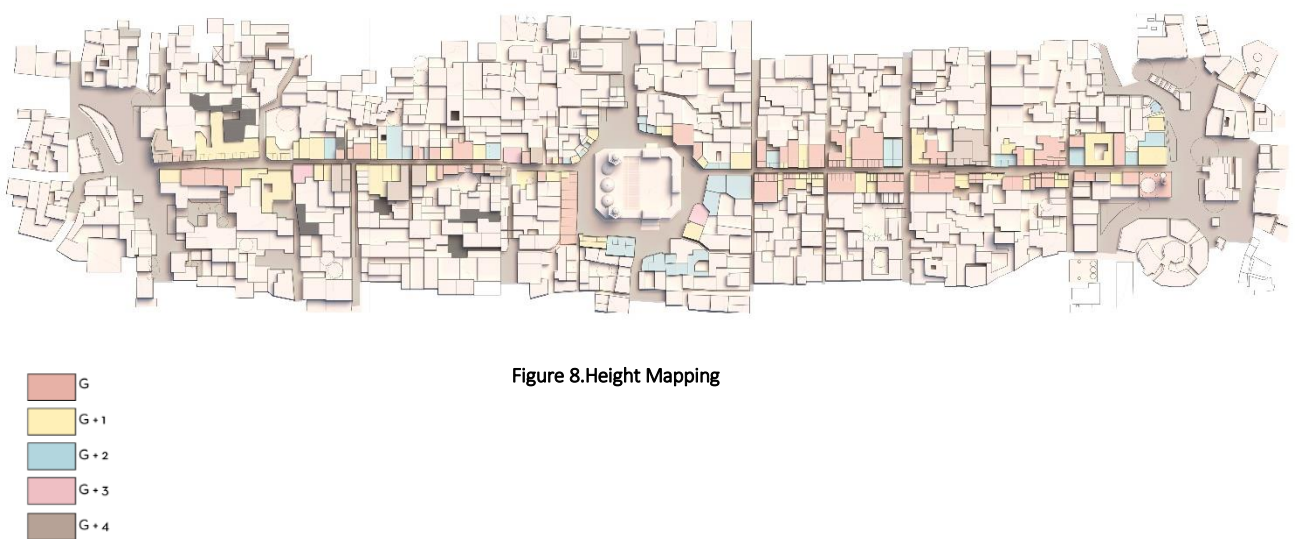 Figure 8.Height Mapping
G
G + 1
G + 2
G + 3
G + 4